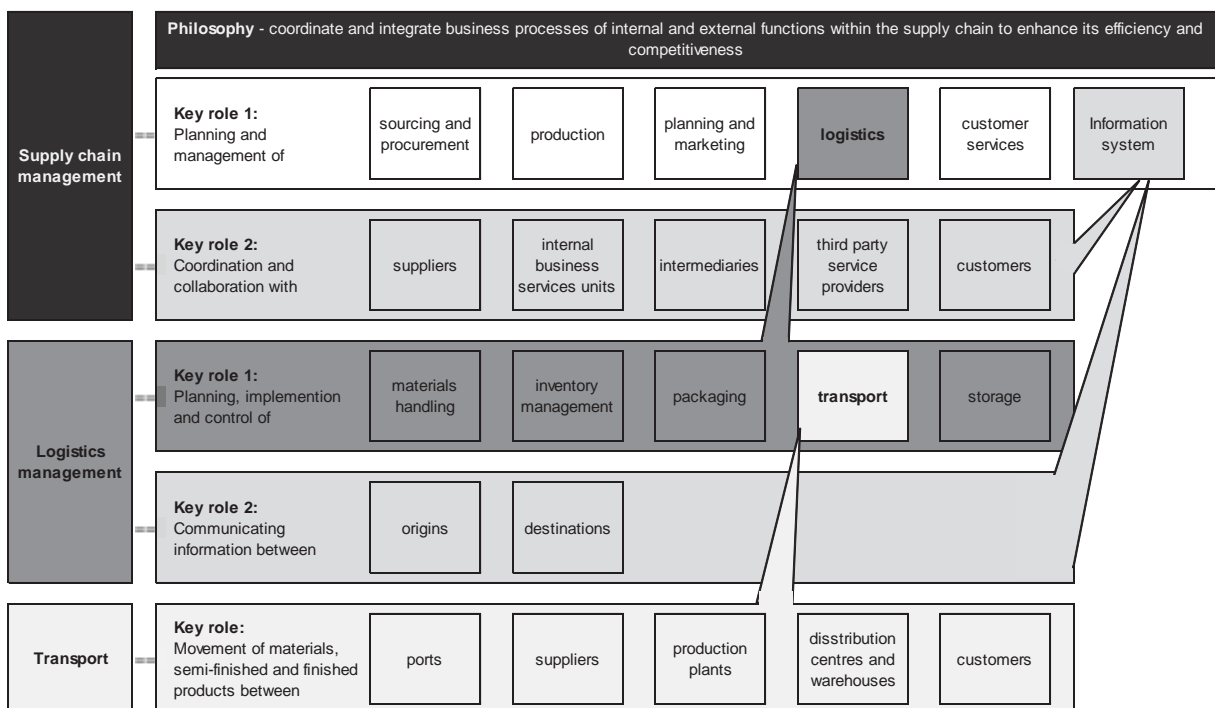 Philosophy - coordinate and integrate business processes of internal and external functions within the supply chain to enhance its efficiency and
competitiveness
Supply chain
management
Key role 1:
Planning and
management of
sourcing and
procurement
production
planning and
marketing
logistics
customer
services
Information
system
Key role 2:
Coordination and
collaboration with
suppliers
internal
business
services units
intermediaries
third party
service
providers
customers
Logistics
management
Key role 1:
Planning, implemention
and control of
materials
handling
inventory
management
packaging
transport
storage
Key role 2:
Communicating
information between
origins
destinations
Transport
Key role:
Movement of materials,
semi-finished and finished
products between
ports
suppliers
production
plants
disstribution
centres and
warehouses
customers